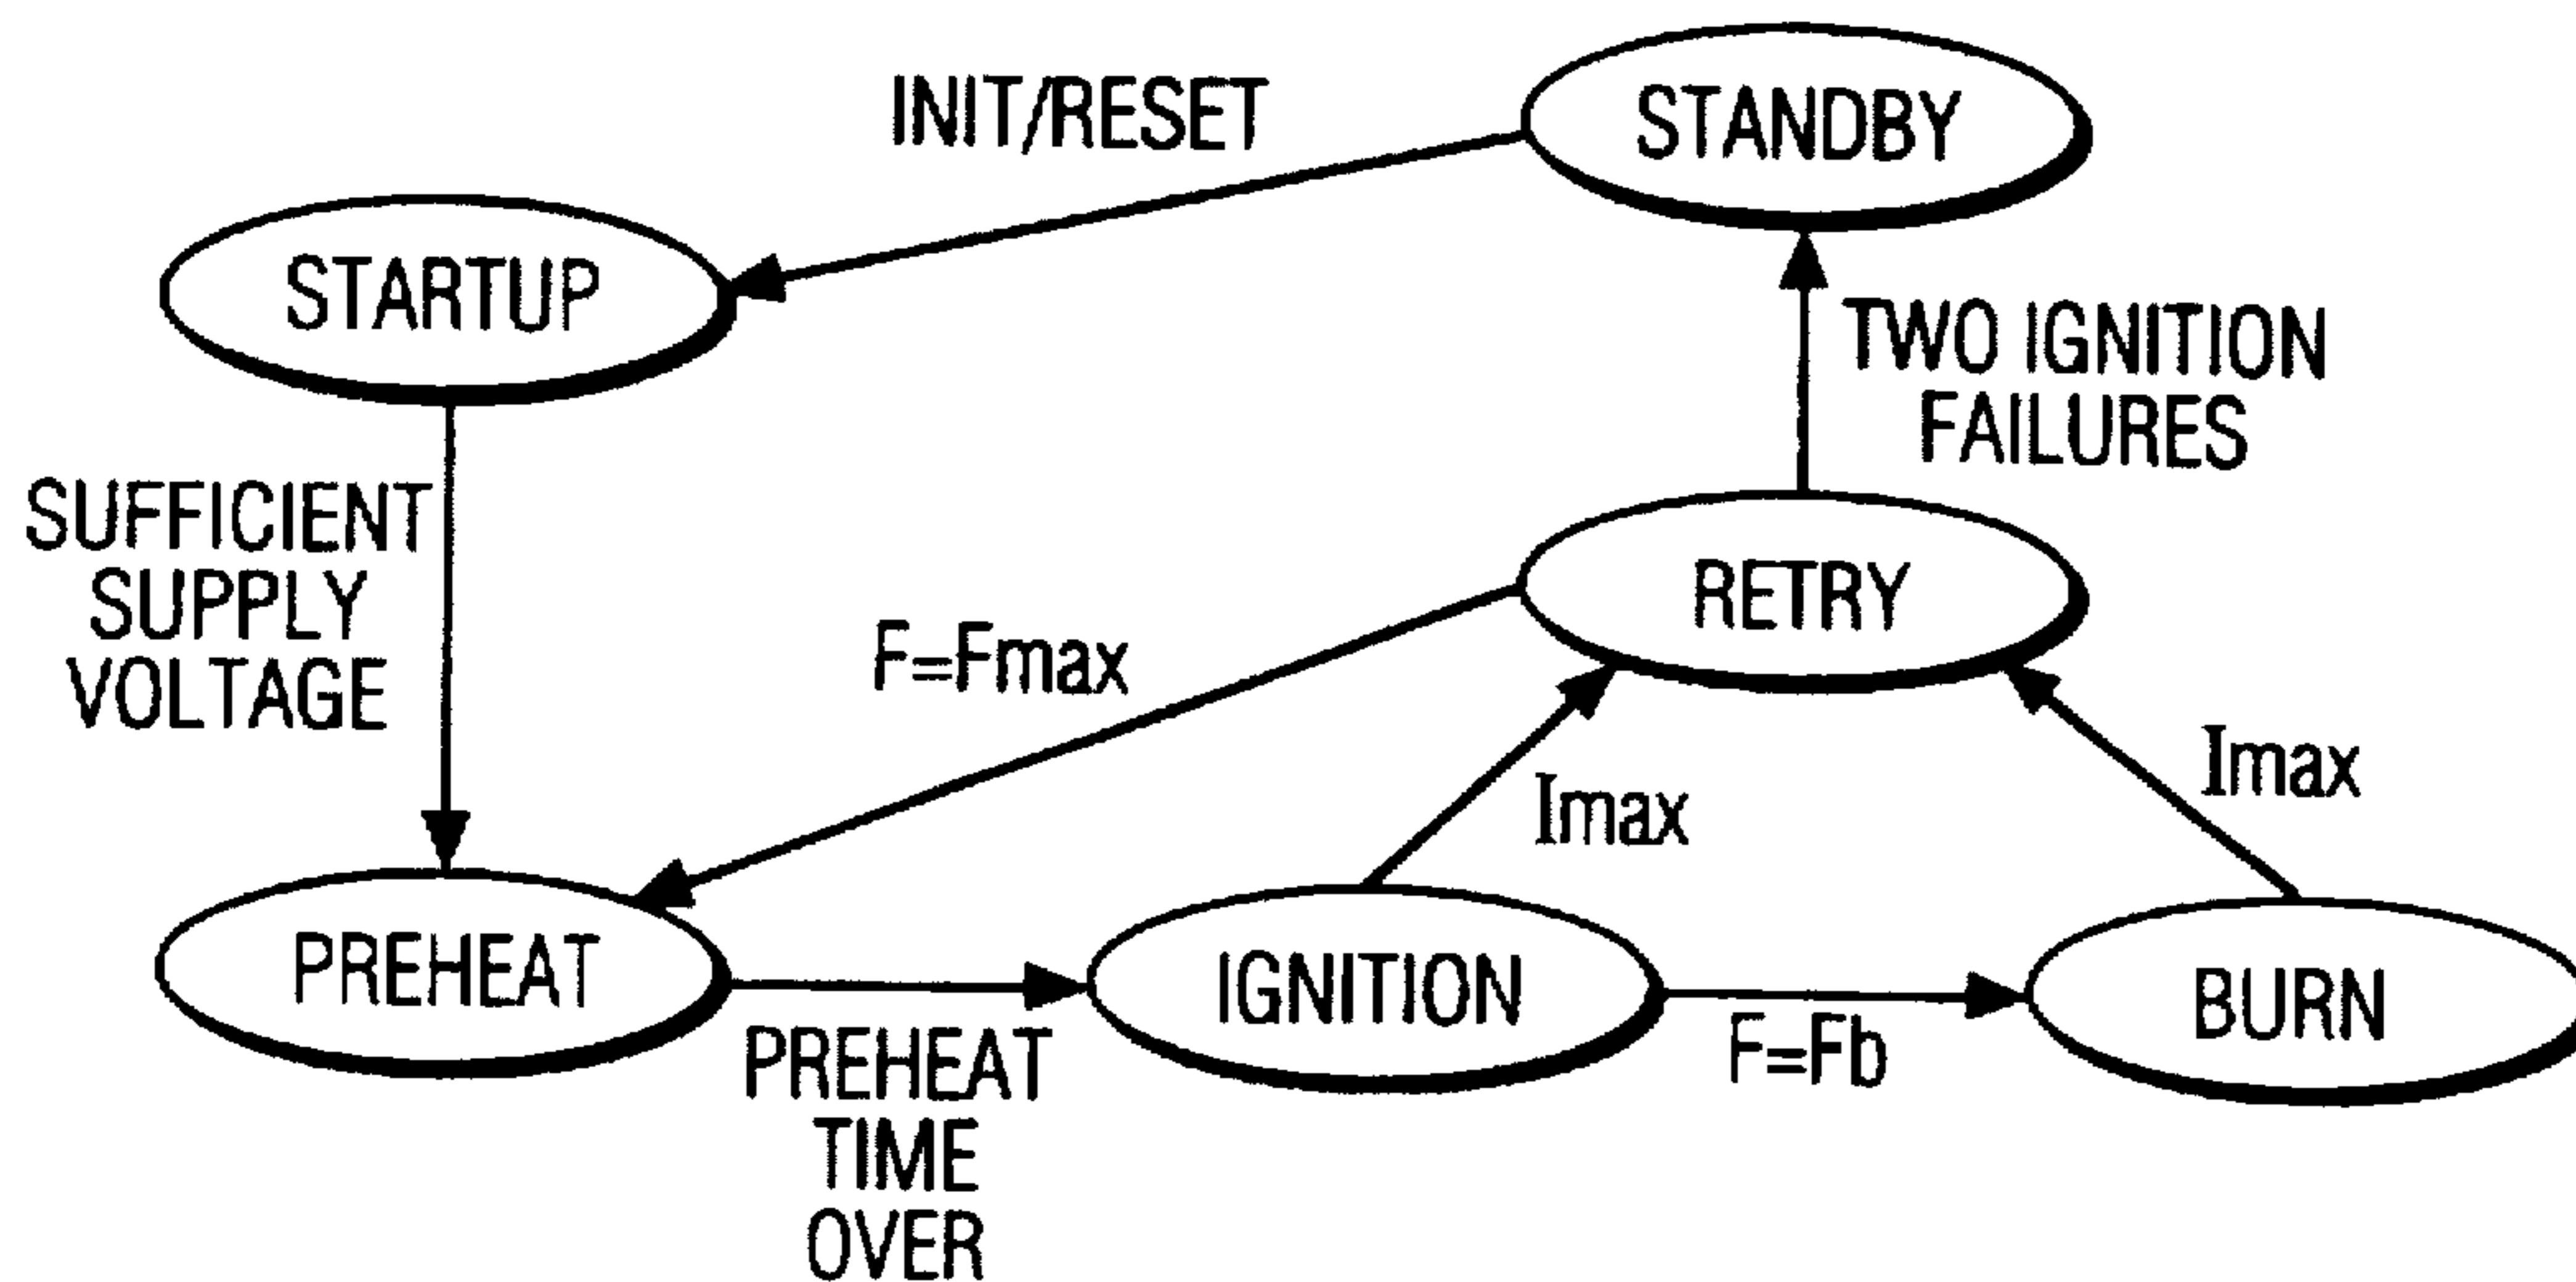 INIT/RESET
STANDBY
STARTUP
TWO IGNITION
FAILURES
SUFFICIENT
SUPPLY
VOLTAGE
RETRY
F=Fmax
Imax
Imax
PREHEAT
IGNITION
BURN
PREHEAT
TIME
OVER
F=Fb